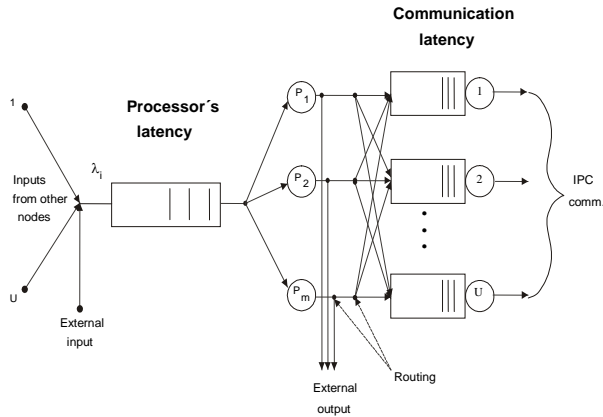 Communication
latency
Processor´s
latency
1
Inputs
from other
nodes
λi
U
External
input
P1
P2
Pm
1
2
U
IPC
comm.
External
output
Routing